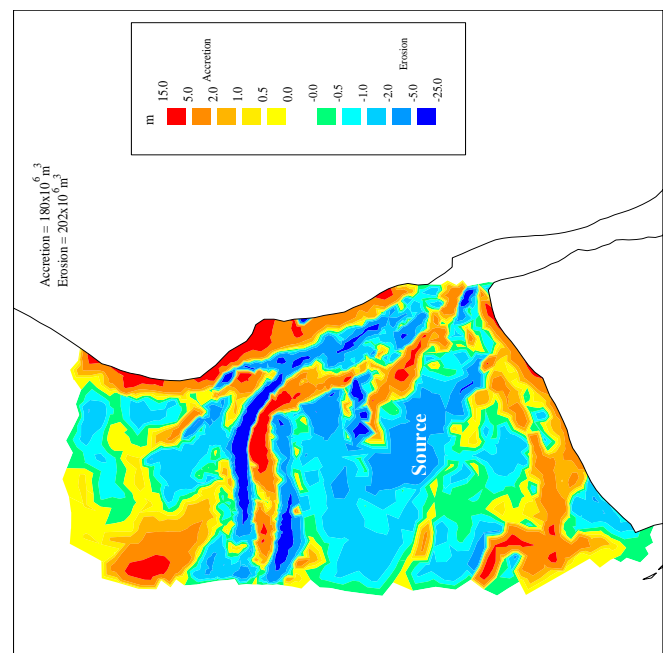 Accretion = 180x10^6 m^3
Erosion = 202x10^6 m^3
m
Accretion
Erosion
15.0
5.0
2.0
1.0
0.5
0.0
-0.0
-0.5
-1.0
-2.0
-5.0
-25.0
Source